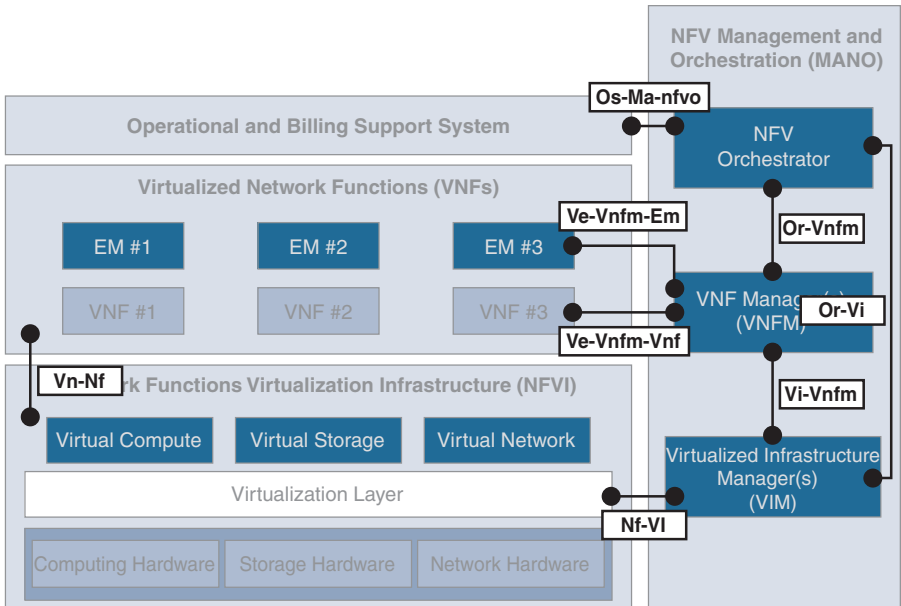 NFV Management and
Orchestration (MANO)
Os-Ma-nfvo
Operational and Billing Support System
NFV
Orchestrator
Virtualized Network Functions (VNFs)
Ve-Vnfm-Em
Or-Vnfm
EM #1
EM #2
EM #3
VNF #1
VNF #2
VNF #3
VNF Manager(s)
(VNFM)
Or-Vi
Ve-Vnfm-Vnf
Vn-Nf
rk Functions Virtualization Infrastructure (NFVI)
Vi-Vnfm
Virtual Compute
Virtual Storage
Virtual Network
Virtualized Infrastructure
Manager(s)
(VIM)
Virtualization Layer
Nf-VI
Computing Hardware
Storage Hardware
Network Hardware